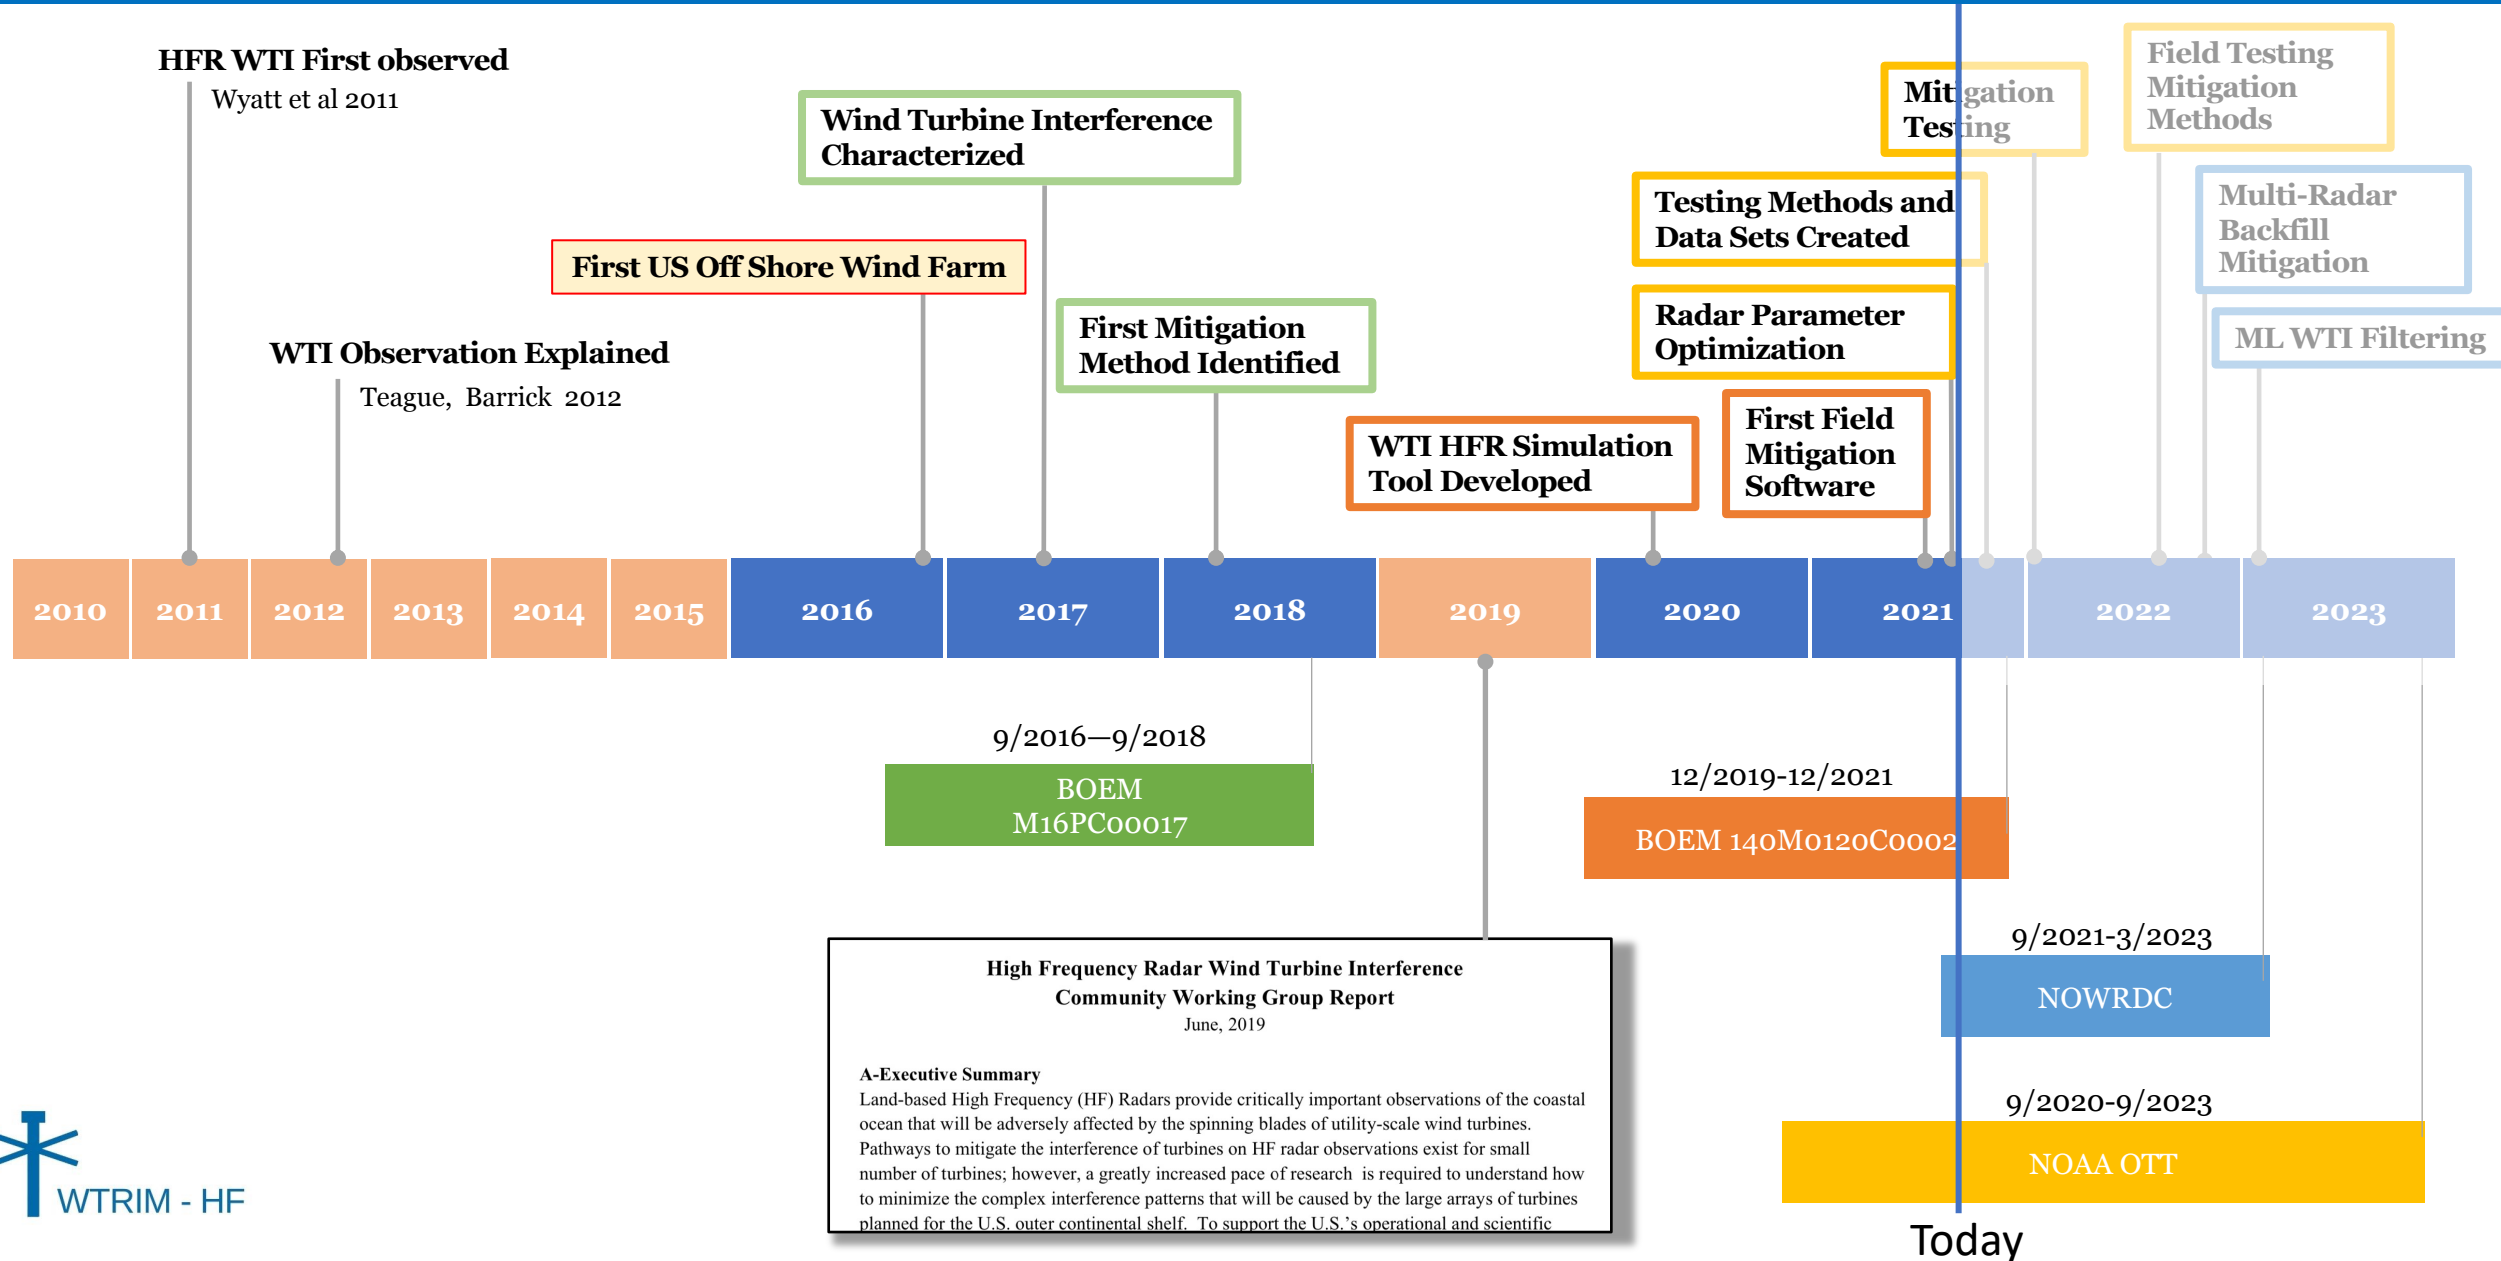 HFR WTI First observed
Wyatt et al 2011
WTI Observation Explained
Teague, Barrick 2012
First US Off Shore Wind Farm
Wind Turbine Interference
Characterized
First Mitigation
Method Identified
WTI HFR Simulation
Tool Developed
First Field
Mitigation
Software
Radar Parameter
Optimization
Testing Methods and
Data Sets Created
Mitigation
Testing
Field Testing
Mitigation
Methods
Multi-Radar
Backfill
Mitigation
ML WTI Filtering
2010 2011 2012 2013 2014 2015 2016 2017 2018 2019 2020 2021 2022 2023
9/2016—9/2018
BOEM
M16PC00017
12/2019-12/2021
BOEM 140M0120C0002
9/2021-3/2023
NOWRDC
9/2020-9/2023
NOAA OTT
High Frequency Radar Wind Turbine Interference
Community Working Group Report
June, 2019
A-Executive Summary
Land-based High Frequency (HF) Radars provide critically important observations of the coastal
ocean that will be adversely affected by the spinning blades of utility-scale wind turbines.
Pathways to mitigate the interference of turbines on HF radar observations exist for small
number of turbines; however, a greatly increased pace of research is required to understand how
to minimize the complex interference patterns that will be caused by the large arrays of turbines
planned for the U.S. outer continental shelf. To support the U.S.'s operational and scientific
WTRIM - HF
Today